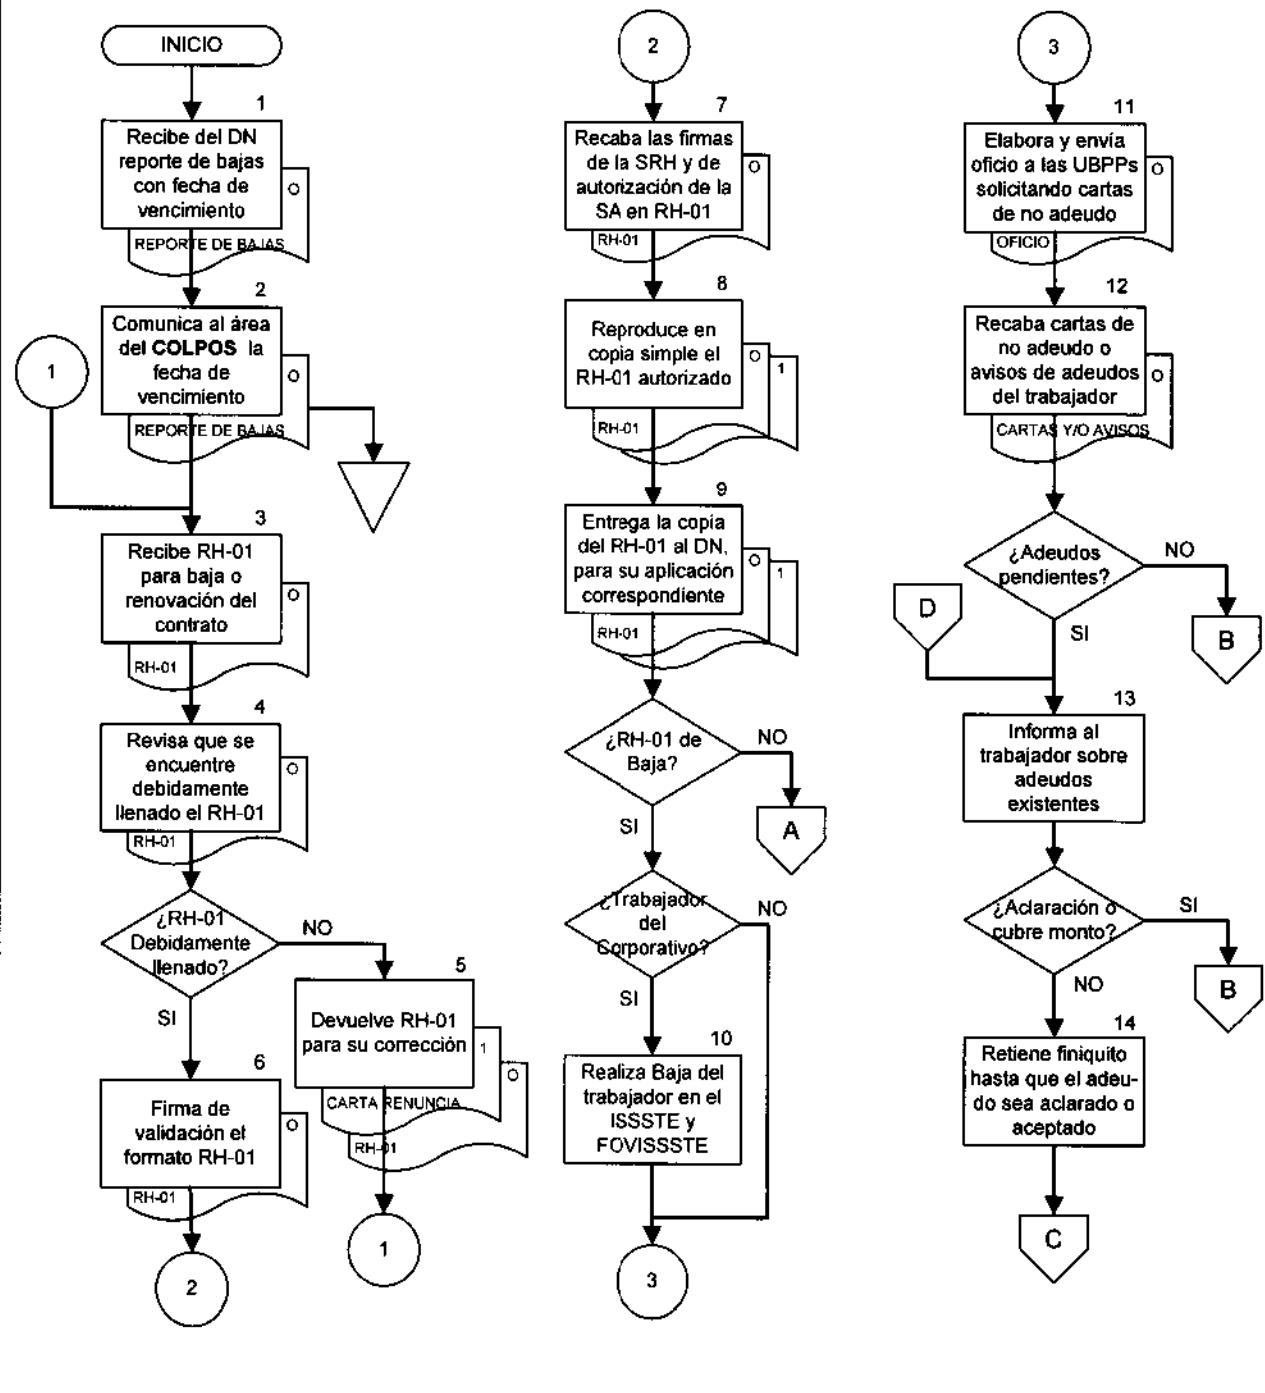 INICIO
1
Recibe del DN
reporte de bajas
con fecha de
vencimiento
O
REPORTE DE BAJAS
2
Comunica al área
del COLPOS la
fecha de
vencimiento
O
REPORTE DE BAJAS
1
3
Recibe RH-01
para baja o
renovación del
contrato
O
RH-01
4
Revisa que se
encuentre
debidamente
llenado el RH-01
O
RH-01
¿RH-01
Debidamente
llenado?
NO
SI
5
Devuelve RH-01
para su corrección
1
O
CARTA RENUNCIA
RH-01
1
6
Firma de
validación el
formato RH-01
O
RH-01
2
2
7
Recaba las firmas
de la SRH y de
autorización de la
SA en RH-01
O
RH-01
8
Reproduce en
copia simple el
RH-01 autorizado
O
1
RH-01
9
Entrega la copia
del RH-01 al DN,
para su aplicación
correspondiente
O
1
RH-01
¿RH-01 de
Baja?
NO
A
SI
¿Trabajador
del
Corporativo?
NO
SI
10
Realiza Baja del
trabajador en el
ISSSTE y
FOVISSSTE
3
3
11
Elabora y envía
oficio a las UBPPs
solicitando cartas
de no adeudo
O
OFICIO
12
Recaba cartas de
no adeudo o
avisos de adeudos
del trabajador
O
CARTAS Y/O AVISOS
¿Adeudos
pendientes?
NO
B
D
SI
13
Informa al
trabajador sobre
adeudos
existentes
¿Aclaración o
cubre monto?
SI
B
NO
14
Retiene finiquito
hasta que el adeu-
do sea aclarado o
aceptado
C